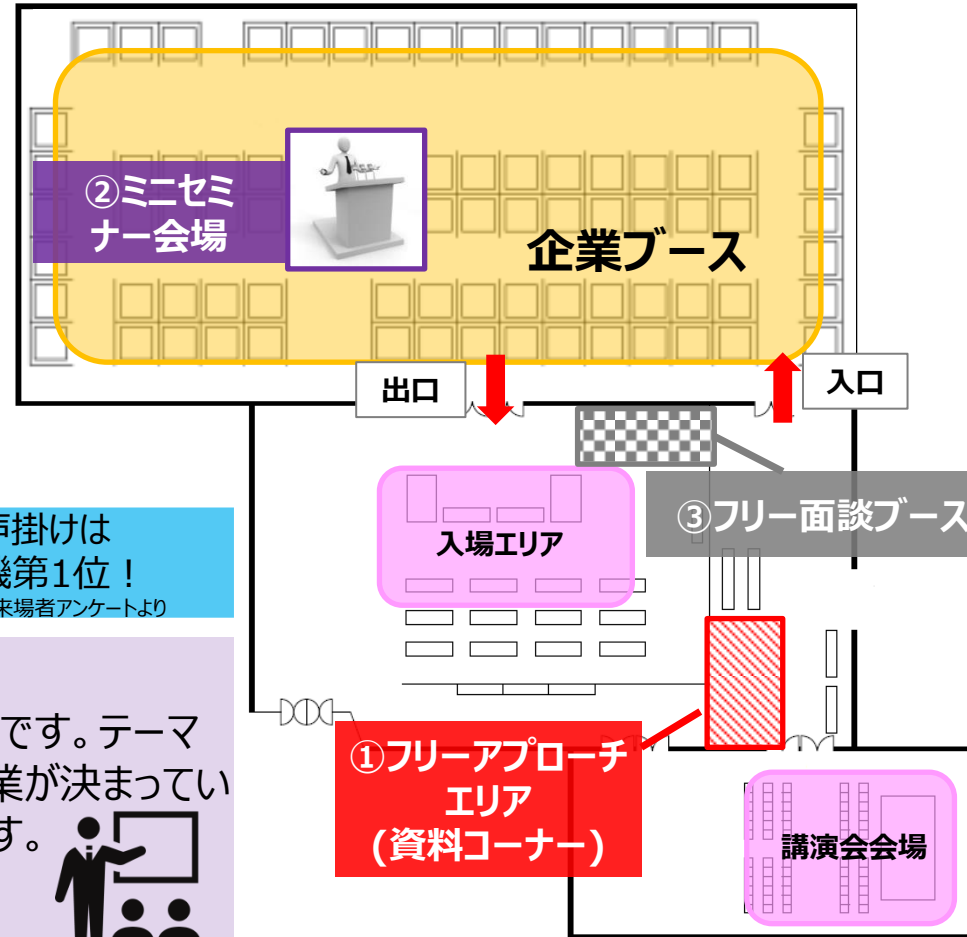 ②ミニセミ
ナー会場
企業ブース
出口
入口
③フリー面談ブース
入場エリア
声掛けは
機第1位！
来場者アンケートより
です。テーマ
業が決まってい
す。
①フリーアプローチ
エリア
(資料コーナー)
講演会会場